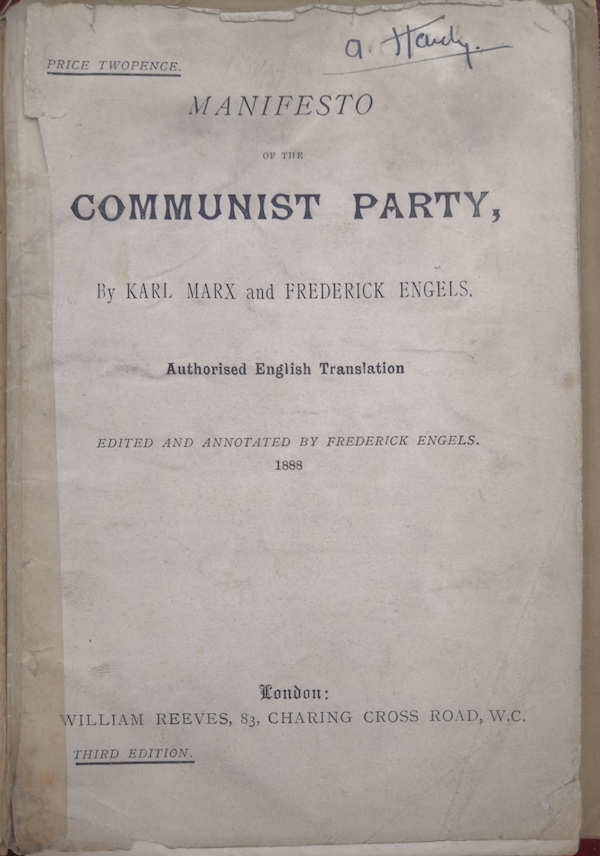 a. Hardy.
PRICE TWOPENCE.
MANIFESTO
OF THE
COMMUNIST PARTY,
By KARL MARX and FREDERICK ENGELS.
Authorised English Translation
EDITED AND ANNOTATED BY FREDERICK ENGELS.
1888
London:
WILLIAM REEVES, 83, CHARING CROSS ROAD, W.C.
THIRD EDITION.